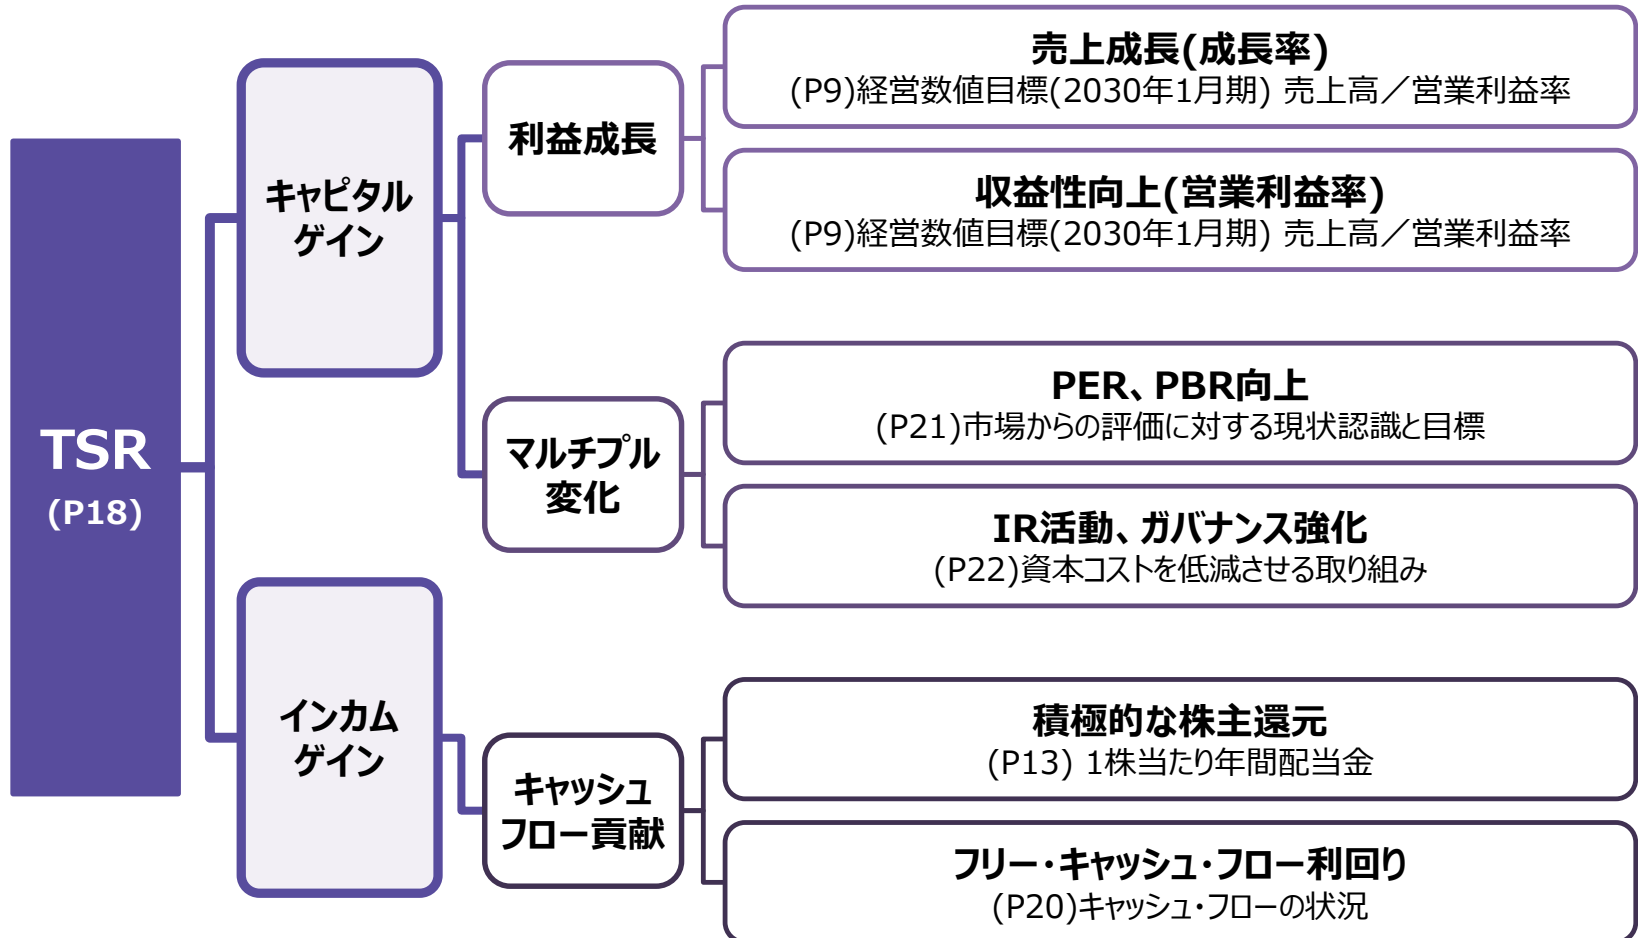 TSR
(P18)
キャピタル
ゲイン
利益成長
売上成長(成長率)
(P9)経営数値目標(2030年1月期) 売上高／営業利益率
収益性向上(営業利益率)
(P9)経営数値目標(2030年1月期) 売上高／営業利益率
マルチプル
変化
PER、PBR向上
(P21)市場からの評価に対する現状認識と目標
IR活動、ガバナンス強化
(P22)資本コストを低減させる取り組み
インカム
ゲイン
キャッシュ
フロー貢献
積極的な株主還元
(P13) 1株当たり年間配当金
フリー・キャッシュ・フロー利回り
(P20)キャッシュ・フローの状況